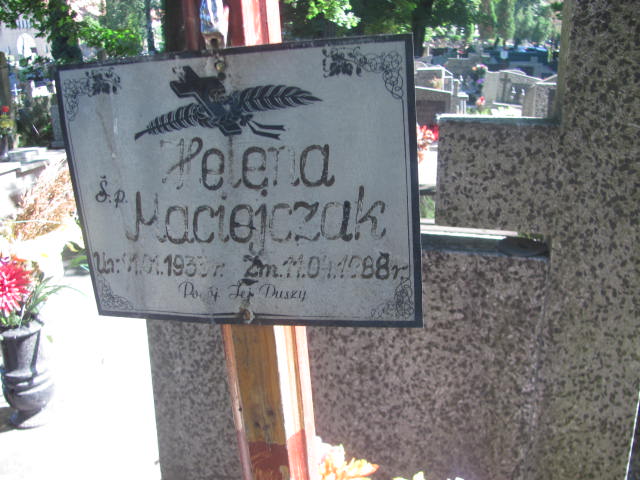 Helena
Ś.p. Maciejczak
Ur. 11.01.1933 r. Zm. 11.04.1988 r.
Pokój Jej Duszy